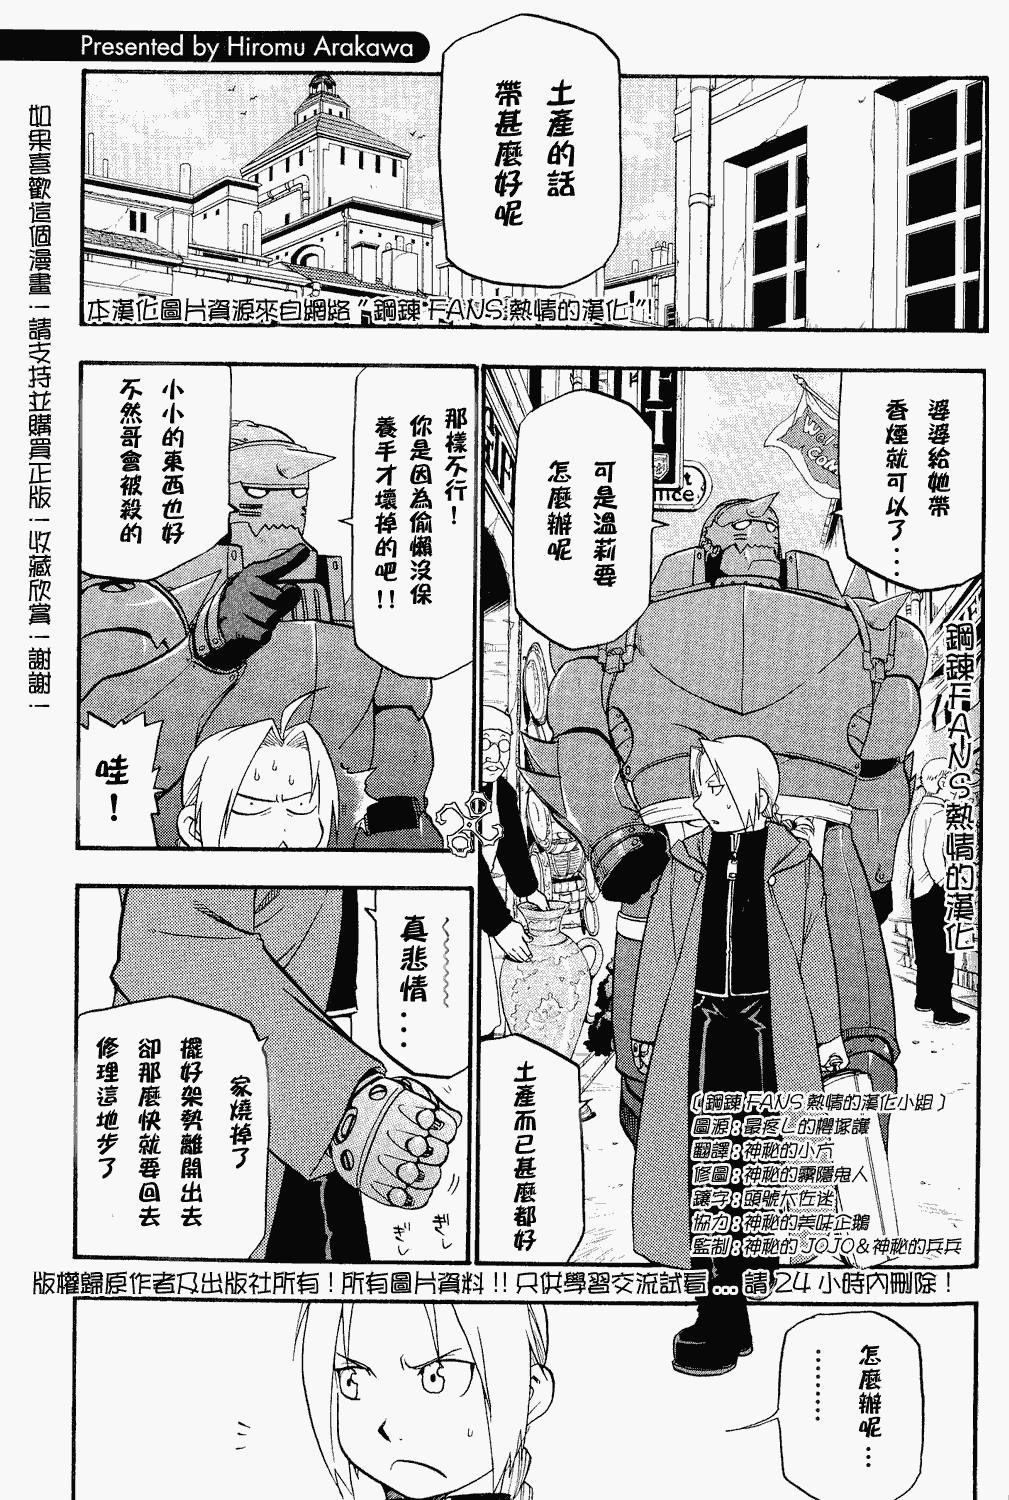 Presented by Hiromu Arakawa
土產的話
帶甚麼好呢
本漢化圖片資源來自網路"鋼鍊FANS熱情的漢化"!
如果喜歡這個漫畫!請支持並購買正版!收藏欣賞!謝謝!
婆婆給她帶
香煙就可以了....
Welcome
可是溫莉要
怎麼辦呢
鋼鍊FANS熱情的漢化
那樣不行!
你是因為偷懶沒保
養手才壞掉的吧!!
小小的東西也好
不然哥會被殺的
哇!
土產而已甚麼都好
真悲情...
家燒掉了
擺好架勢離開出去
卻那麼快就要回去
修理這地步了
ぎし
ぎし
(鋼鍊FANS熱情的漢化小組)
圖源:最疼し的櫻塚護
翻譯:神秘的小方
修圖:神秘的霧隱鬼人
鑲字:頭號大佐迷
協力:神秘的美味企鵝
監制:神秘的JOJO&神秘的兵兵
版權歸原作者及出版社所有!所有圖片資料!!只供學習交流試看...請24小時內刪除!
怎麼辦呢...
.........